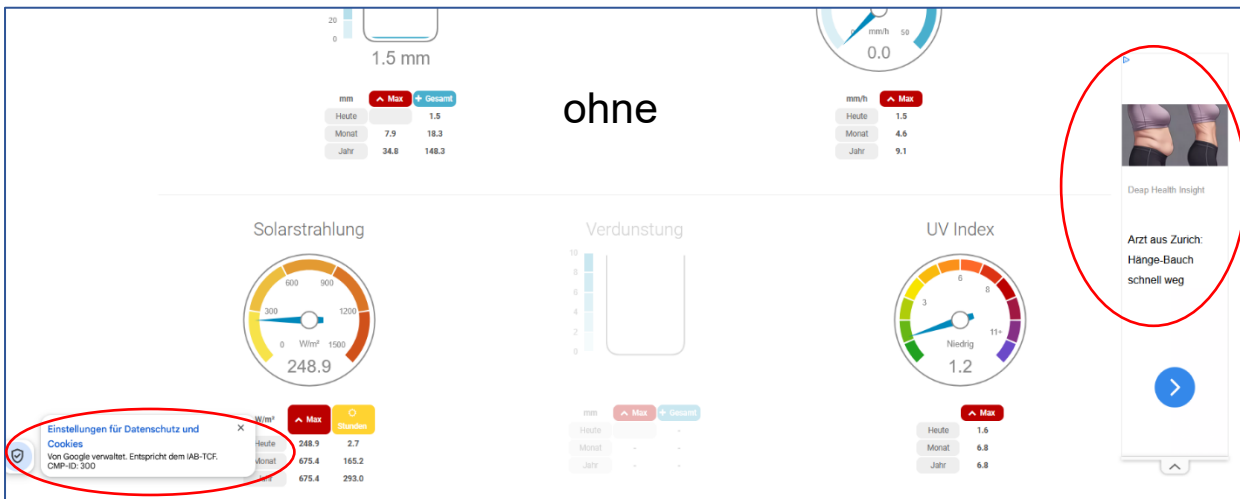 20
0
1.5 mm
0 mm/h 50
0.0
ohne
mm Max Gesamt
Heute 1.5
Monat 7.9 18.3
Jahr 34.8 148.3
mm/h Max
Heute 1.5
Monat 4.6
Jahr 9.1
Deap Health Insight
Arzt aus Zurich:
Hänge-Bauch
schnell weg
Solarstrahlung
600 900
300 1200
0 W/m² 1500
248.9
Verdunstung
10
8
6
4
2
0
UV Index
6
3 8
11+
Niedrig
1.2
W/m² Max Stunden
Heute 248.9 2.7
Monat 675.4 165.2
Jahr 675.4 293.0
Einstellungen für Datenschutz und
Cookies
Von Google verwaltet. Entspricht dem IAB-TCF.
CMP-ID: 300
mm Max Gesamt
Heute -
Monat - -
Jahr - -
Max
Heute 1.6
Monat 6.8
Jahr 6.8